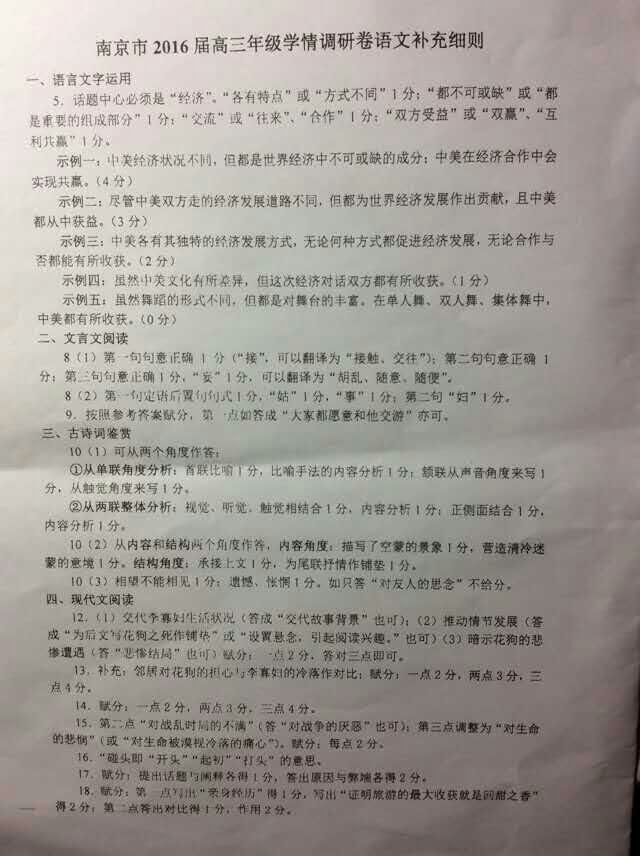 南京市 2016 届高三年级学情调研卷语文补充细则
一、语言文字运用
5．话题中心必须是“经济”。“各有特点”或“方式不同”1分；“都不可或缺”或“都
是重要的组成部分”1分；“交流”或“往来”、“合作”1分；“双方受益”或“双赢”、“互
利共赢”1分。
示例一：中美经济状况不同，但都是世界经济中不可或缺的成分；中美在经济合作中会
实现共赢。（4分）
示例二：尽管中美双方走的经济发展道路不同，但都为世界经济发展作出贡献，且中美
都从中获益。（3分）
示例三：中美各有其独特的经济发展方式，无论何种方式都促进经济发展，无论合作与
否都能有所收获。（2分）
示例四：虽然中美文化有所差异，但这次经济对话双方都有所收获。（1分）
示例五：虽然舞蹈的形式不同，但都是对舞台的丰富。在单人舞、双人舞、集体舞中，
中美都有所收获。（0分）
二、文言文阅读
8（1）第一句句意正确 1 分（“接”，可以翻译为“接触、交往”）；第二句句意正确 1
分；第三句句意正确1分，“妄”1分，可以翻译为“胡乱、随意、随便”。
8（2）第一句定语后置句句式1分，“姑”1分，“事”1分；第二句“妇”1分。
9．按照参考答案赋分，第一点如答成“大家都愿意和他交游”亦可。
三、古诗词鉴赏
10（1）可从两个角度作答：
①从单联角度分析：首联比喻1分，比喻手法的内容分析1分；额联从声音角度来写1
分，从触觉角度来写1分。
②从两联整体分析：视觉、听觉、触觉相结合1分，内容分析1分；正侧面结合1分，
内容分析1分。
10（2）从内容和结构两个角度作答，内容角度：描写了空蒙的景象1分，营造清冷迷
蒙的意境1分。结构角度：承接上文1分，为尾联抒情作铺垫1分。
10（3）相望不能相见1分；遗憾、怅惘1分。如只答“对友人的思念”不给分。
四、现代文阅读
12.（1）交代李寡妇生活状况（答成“交代故事背景”也可）；（2）推动情节发展（答
成“为后文写花狗之死作铺垫”或“设置悬念，引起阅读兴趣。”也可）（3）暗示花狗的悲
惨遭遇（答“悲惨结局”也可）赋分：一点2分，答对三点即可。
13．补充：邻居对花狗的担心与李寡妇的冷落作对比；赋分：一点2分，两点3分，三
点4分。
14．赋分：一点2分，两点3分，三点4分。
15．第二点“对战乱时局的不满”（答“对战争的厌恶”也可）；第三点调整为“对生命
的悲悯”（或“对生命被漠视冷落的痛心”）。赋分：每点2分。
16．“碰头即“开头”“起初”“打头”的意思。
17．赋分：提出话题与阐释各得1分，答出原因与弊端各得2分。
18．赋分：第一点写出“亲身经历”得1分，写出“证明旅游的最大收获就是回甜之香”
得2分；第二点答出对比得1分，作用2分。